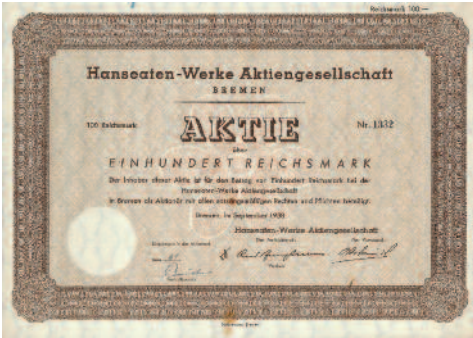 Reichsmark 100.—
Hanseaten-Werke Aktiengesellschaft
BREMEN
100 Reichsmark
AKTIE
Nr. 1332
über
EINHUNDERT REICHSMARK
Der Inhaber dieser Aktie ist für den Betrag von Einhundert Reichsmark bei der
Hanseaten-Werke Aktiengesellschaft
in Bremen als Aktionär mit allen satzungsmäßigen Rechten und Pflichten beteiligt.
Bremen, im September 1938
Hanseaten-Werke Aktiengesellschaft
Der Aufsichtsrat: Der Vorstand: